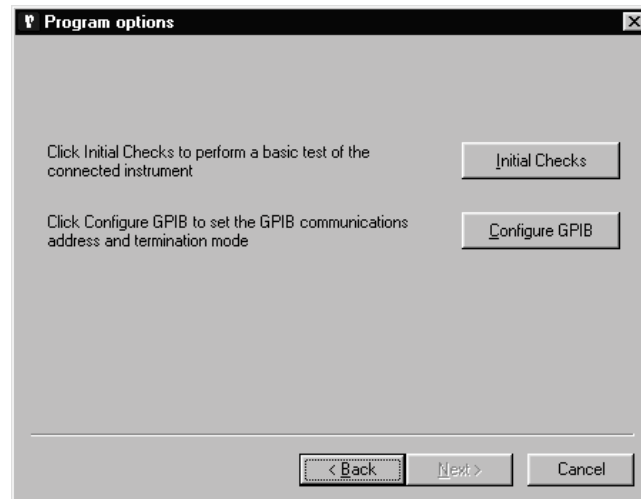 Program options
Click Initial Checks to perform a basic test of the
connected instrument
Initial Checks
Click Configure GPIB to set the GPIB communications
address and termination mode
Configure GPIB
< Back
Next >
Cancel